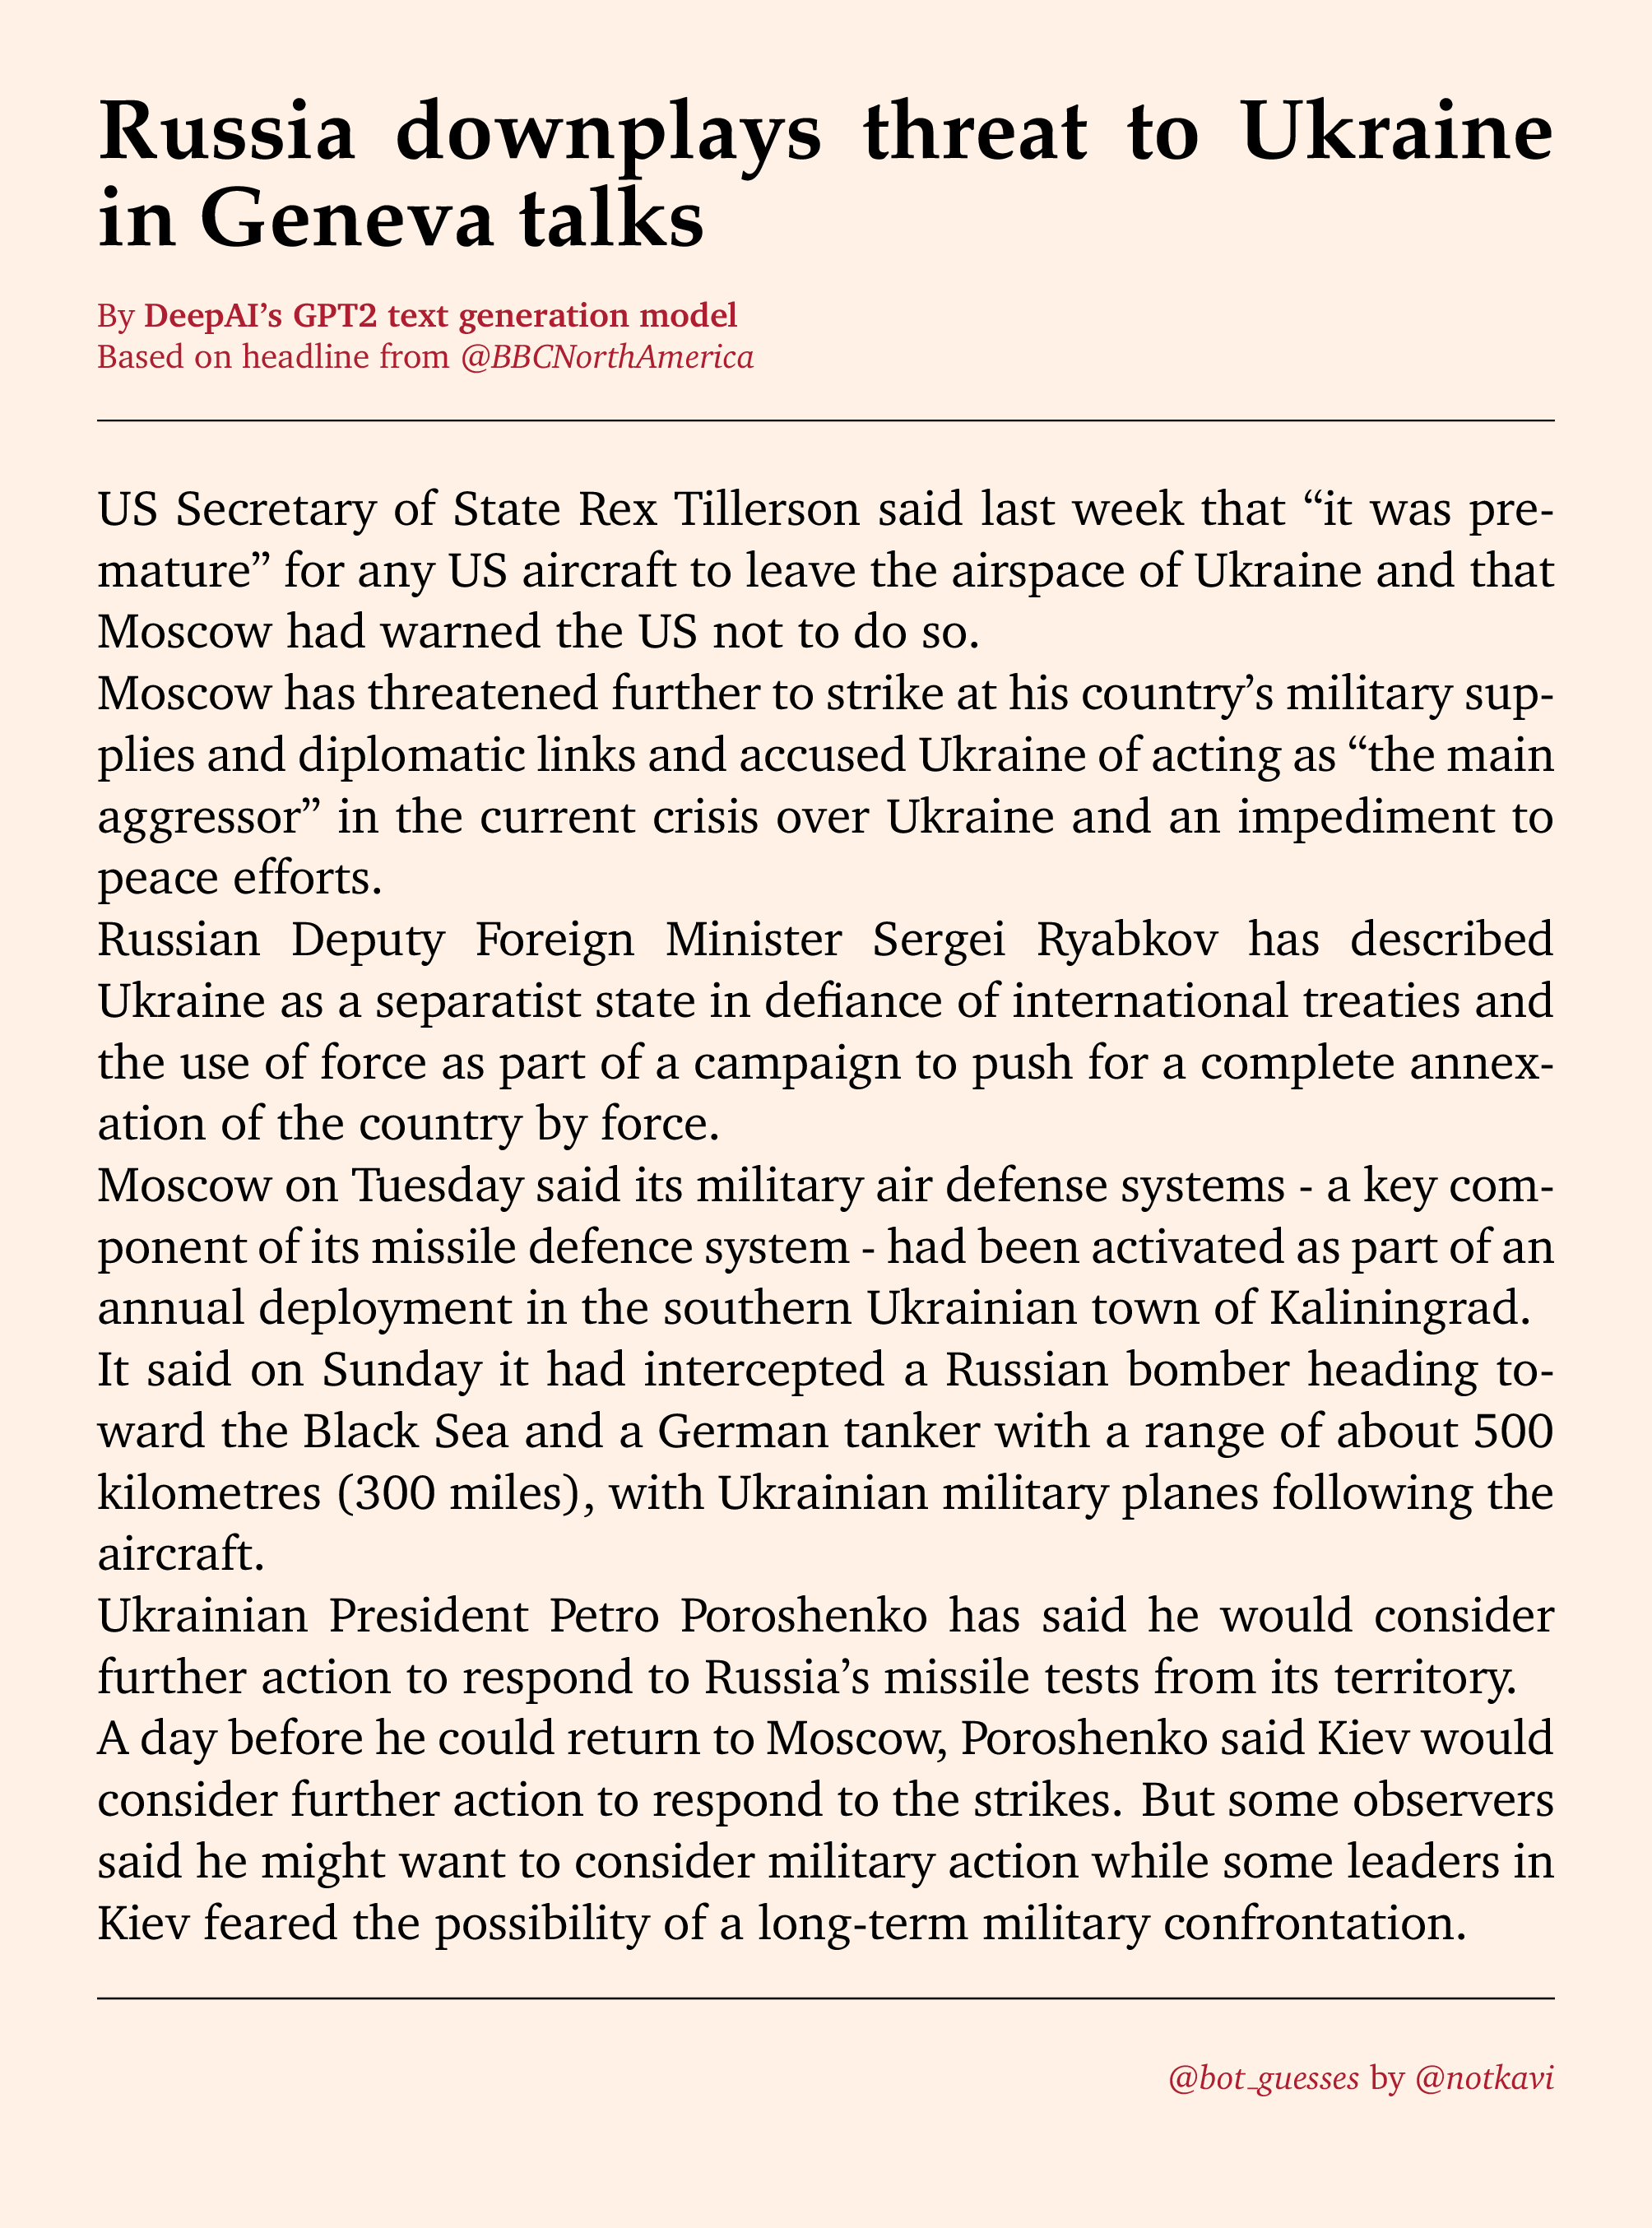 Russia downplays threat to Ukraine
in Geneva talks
By DeepAI’s GPT2 text generation model
Based on headline from @BBCNorthAmerica
US Secretary of State Rex Tillerson said last week that “it was pre-
mature” for any US aircraft to leave the airspace of Ukraine and that
Moscow had warned the US not to do so.
Moscow has threatened further to strike at his country’s military sup-
plies and diplomatic links and accused Ukraine of acting as “the main
aggressor” in the current crisis over Ukraine and an impediment to
peace efforts.
Russian Deputy Foreign Minister Sergei Ryabkov has described
Ukraine as a separatist state in defiance of international treaties and
the use of force as part of a campaign to push for a complete annex-
ation of the country by force.
Moscow on Tuesday said its military air defense systems - a key com-
ponent of its missile defence system - had been activated as part of an
annual deployment in the southern Ukrainian town of Kaliningrad.
It said on Sunday it had intercepted a Russian bomber heading to-
ward the Black Sea and a German tanker with a range of about 500
kilometres (300 miles), with Ukrainian military planes following the
aircraft.
Ukrainian President Petro Poroshenko has said he would consider
further action to respond to Russia’s missile tests from its territory.
A day before he could return to Moscow, Poroshenko said Kiev would
consider further action to respond to the strikes. But some observers
said he might want to consider military action while some leaders in
Kiev feared the possibility of a long-term military confrontation.
@bot_guesses by @notkavi